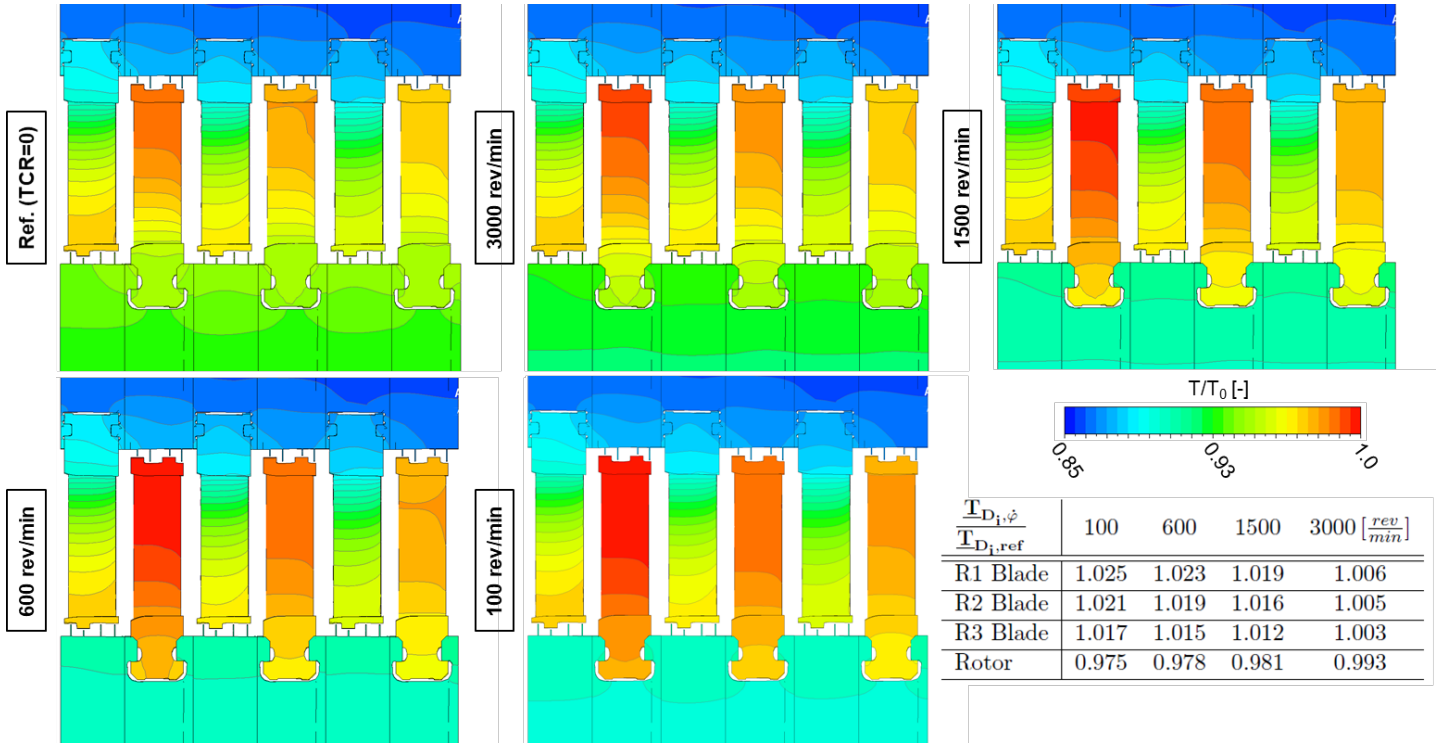 Ref. (TCR=0)
3000 rev/min
1500 rev/min
600 rev/min
100 rev/min
T/T₀ [-]
0.85 0.93 1.0
T_Dᵢ,φ̇ / T_Dᵢ,ref 100 600 1500 3000 [rev/min]
R1 Blade 1.025 1.023 1.019 1.006
R2 Blade 1.021 1.019 1.016 1.005
R3 Blade 1.017 1.015 1.012 1.003
Rotor 0.975 0.978 0.981 0.993